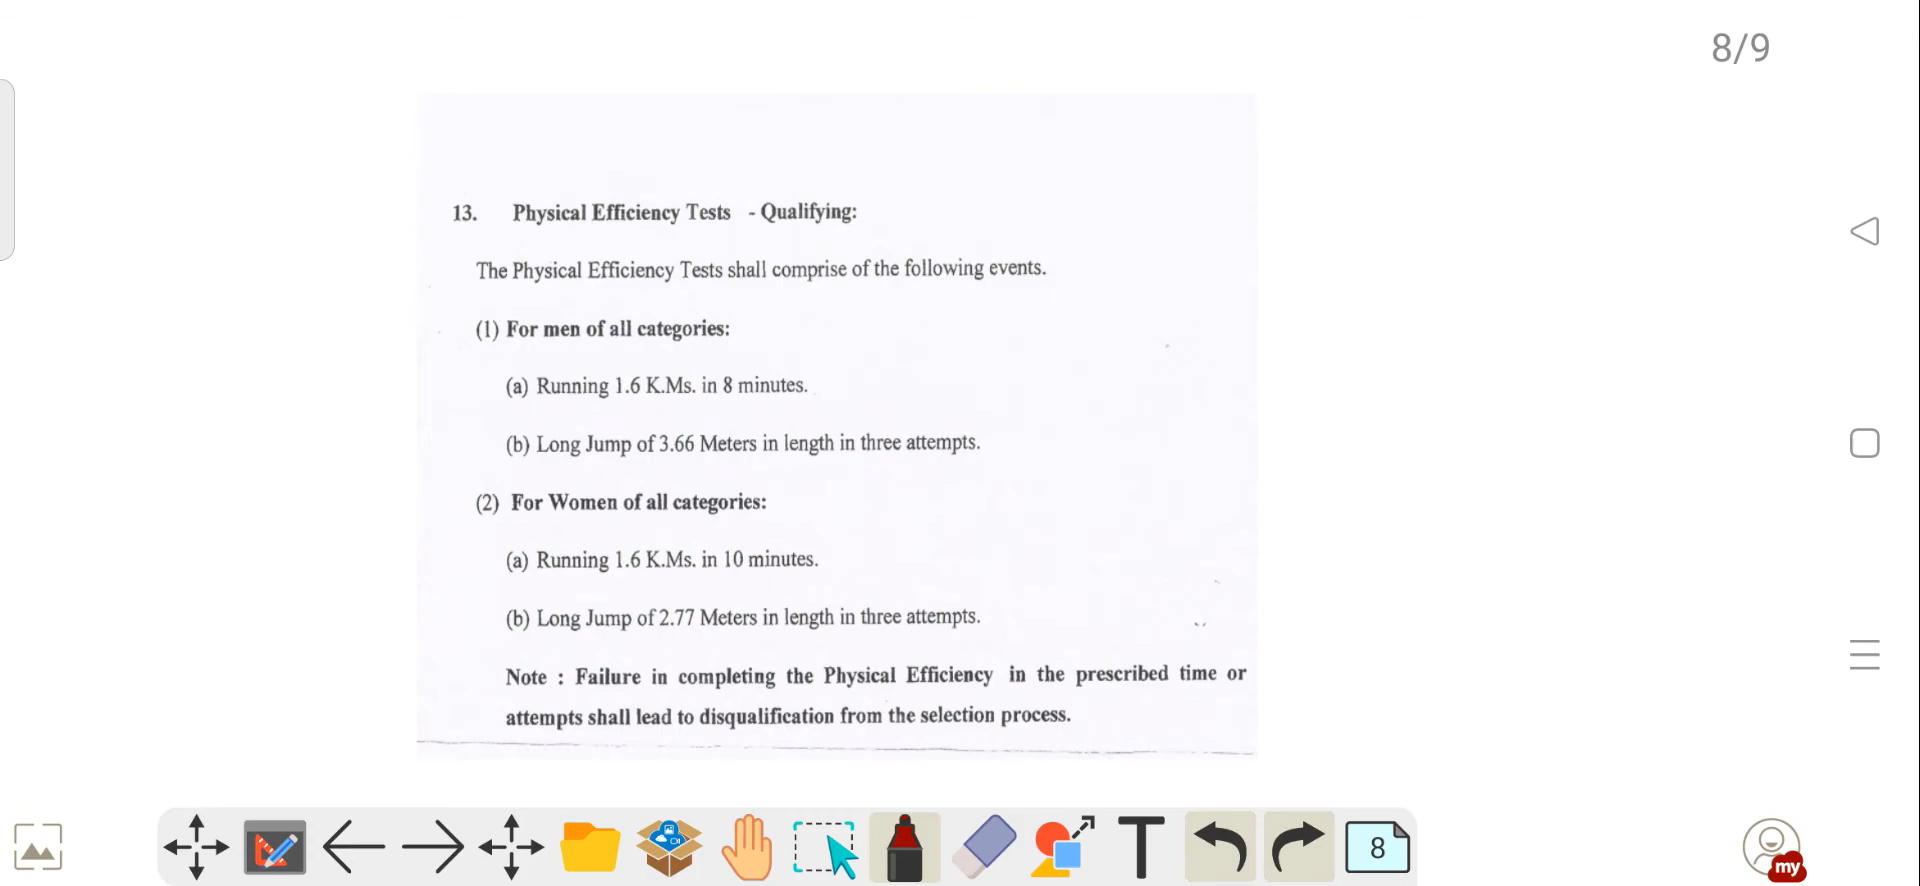 8/9
13. Physical Efficiency Tests - Qualifying:
The Physical Efficiency Tests shall comprise of the following events.
(1) For men of all categories:
(a) Running 1.6 K.Ms. in 8 minutes.
(b) Long Jump of 3.66 Meters in length in three attempts.
(2) For Women of all categories:
(a) Running 1.6 K.Ms. in 10 minutes.
(b) Long Jump of 2.77 Meters in length in three attempts.
Note : Failure in completing the Physical Efficiency in the prescribed time or
attempts shall lead to disqualification from the selection process.
T
8
my